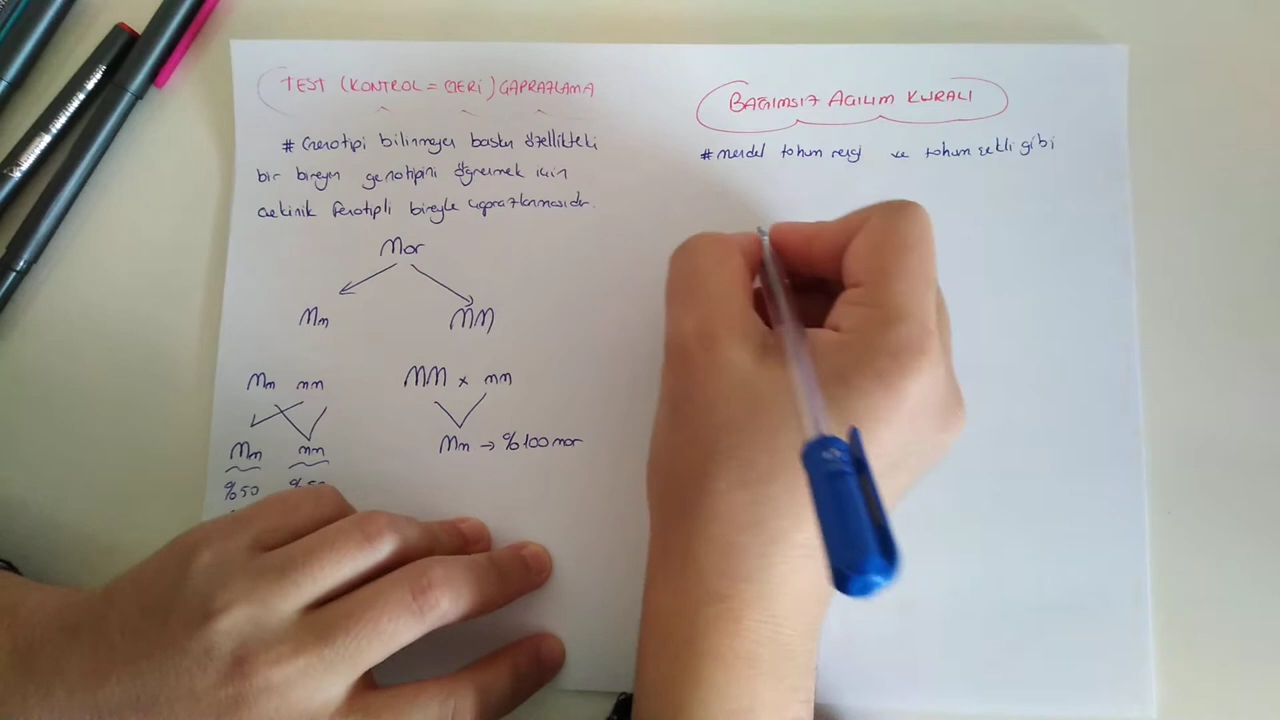 TEST (KONTROL = GERİ) ÇAPRAZLAMA
# Genotipi bilinmeyen baskın özellikteki
bir bireyin genotipini öğrenmek için
çekinik fenotipli bireyle çaprazlanmasıdır.
Mor
Mm MM
Mm mm
MM x mm
Mm mm
Mm → %100 mor
%50 %50
BAĞIMSIZ AÇILIM KURALI
# mendel tohum rengi ve tohum şekli gibi